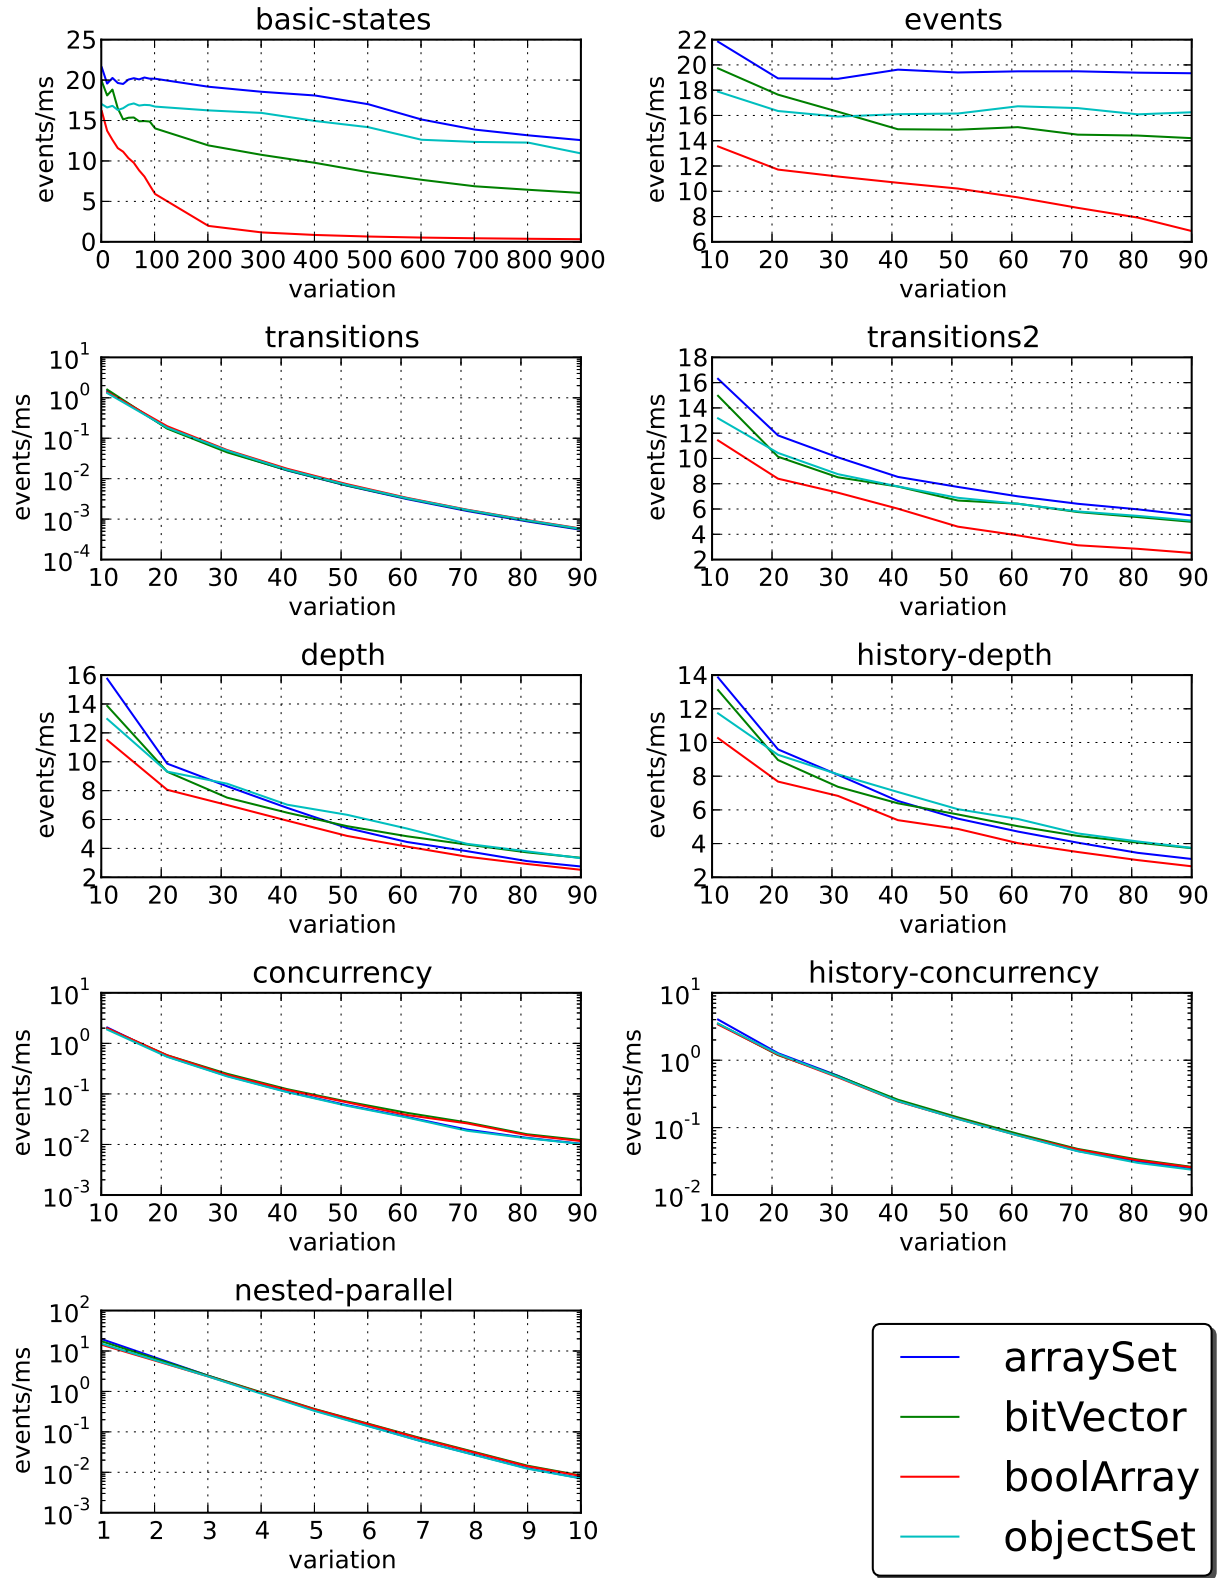 basic-states
events/ms
25
20
15
10
5
0
0 100 200 300 400 500 600 700 800 900
variation
events
events/ms
22
20
18
16
14
12
10
8
6
10 20 30 40 50 60 70 80 90
variation
transitions
events/ms
10^1
10^0
10^-1
10^-2
10^-3
10^-4
10 20 30 40 50 60 70 80 90
variation
transitions2
events/ms
18
16
14
12
10
8
6
4
2
10 20 30 40 50 60 70 80 90
variation
depth
events/ms
16
14
12
10
8
6
4
2
10 20 30 40 50 60 70 80 90
variation
history-depth
events/ms
14
12
10
8
6
4
2
10 20 30 40 50 60 70 80 90
variation
concurrency
events/ms
10^1
10^0
10^-1
10^-2
10^-3
10 20 30 40 50 60 70 80 90
variation
history-concurrency
events/ms
10^1
10^0
10^-1
10^-2
10 20 30 40 50 60 70 80 90
variation
nested-parallel
events/ms
10^2
10^1
10^0
10^-1
10^-2
10^-3
1 2 3 4 5 6 7 8 9 10
variation
arraySet
bitVector
boolArray
objectSet